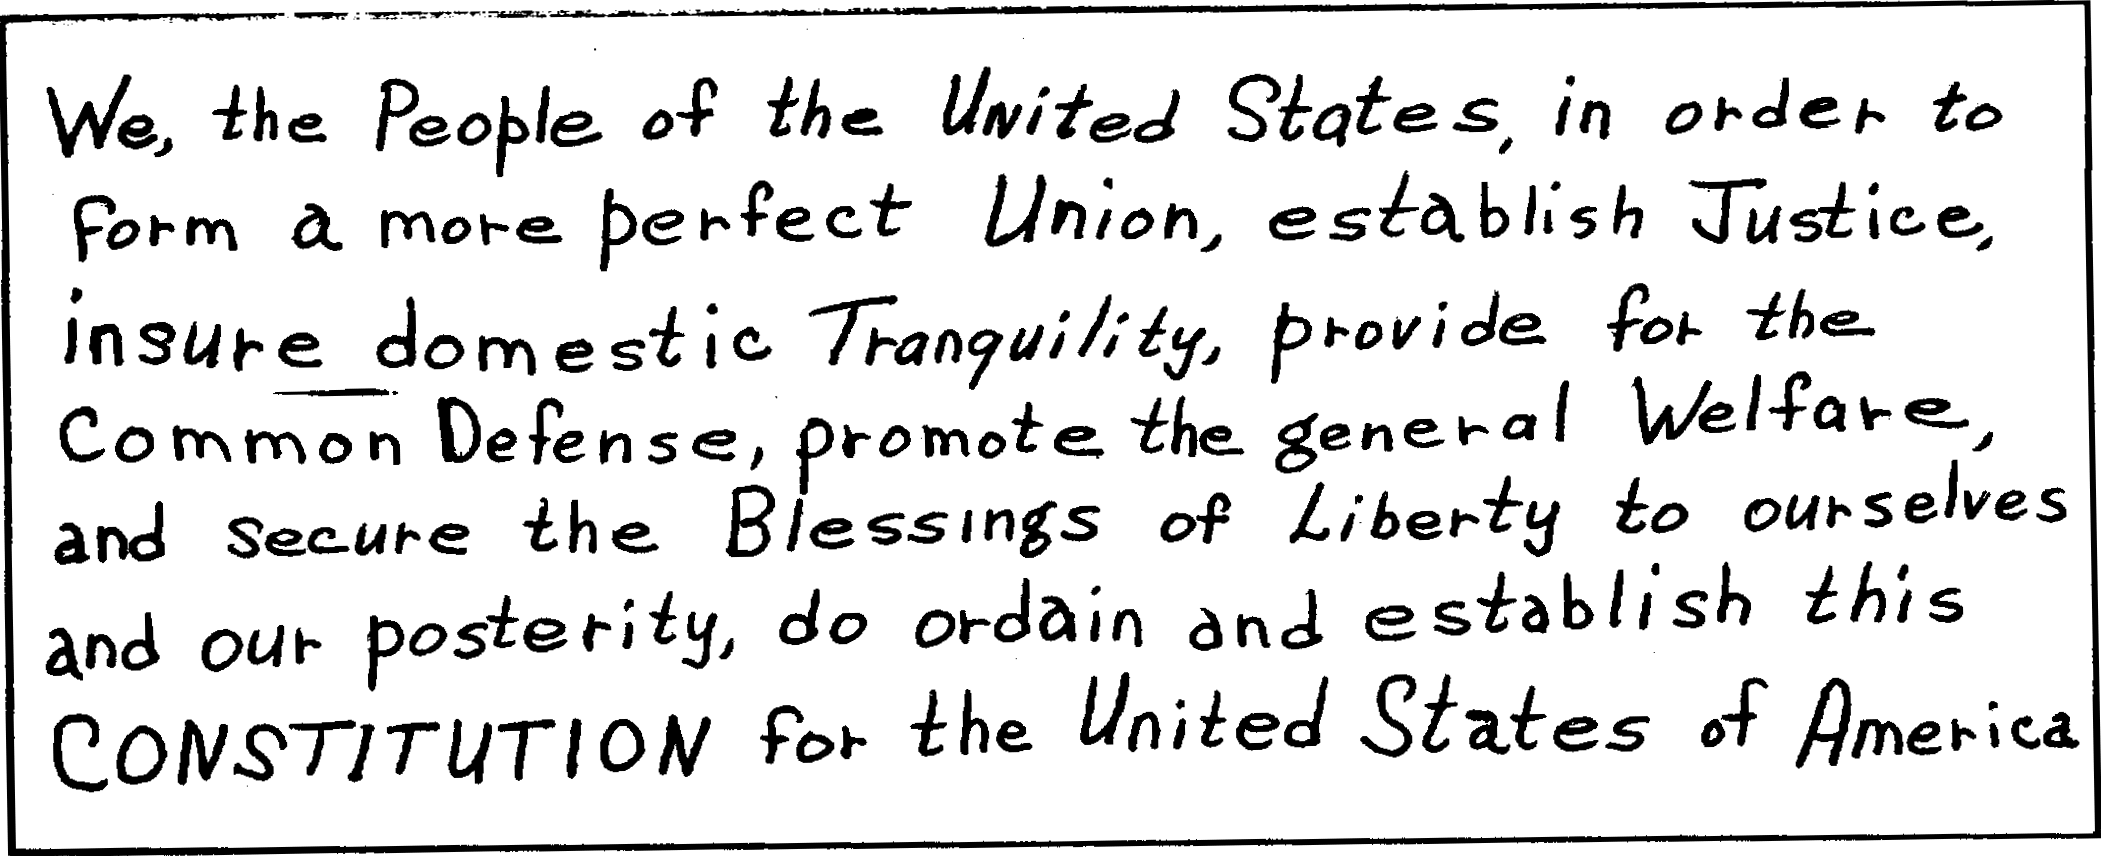 We, the People of the United States, in order to
form a more perfect Union, establish Justice,
insure domestic Tranquility, provide for the
Common Defense, promote the general Welfare,
and secure the Blessings of Liberty to ourselves
and our posterity, do ordain and establish this
CONSTITUTION for the United States of America